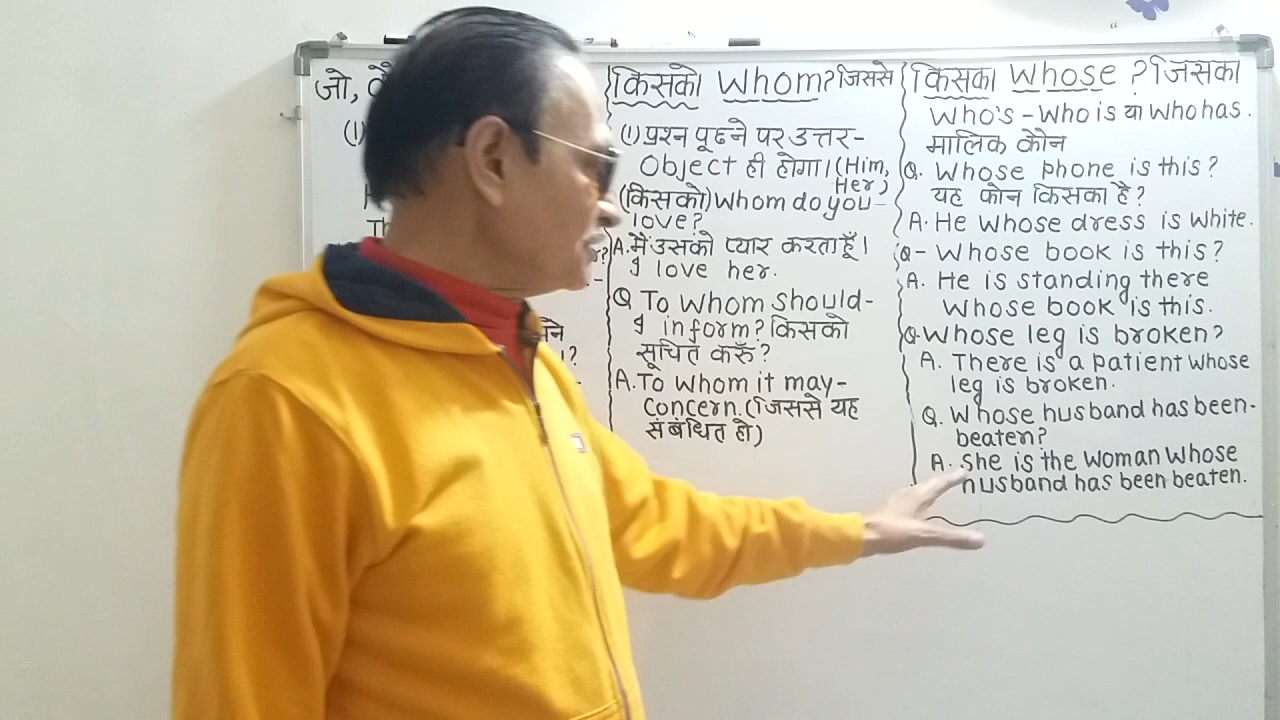 जो,
(1)
Th
?
-
ने
?
किसको Whom? जिससे
(1) प्रश्न पूछने पर उत्तर-
Object ही होगा। (Him,
Her)
(किसको) Whom do you-
love?
A. मैं उसको प्यार करता हूँ।
I love her.
Q To Whom should-
I inform? किसको
सूचित करूँ?
A. To Whom it may-
Concern. (जिससे यह
संबंधित हो)
किसका Whose ? जिसका
Who's - Who is या Who has.
मालिक कौन
Q. Whose phone is this?
यह फोन किसका है?
A. He whose dress is white.
Q- Whose book is this?
A. He is standing there
whose book is this.
Q. Whose leg is broken?
A. There is a patient whose
leg is broken.
Q. Whose husband has been-
beaten?
A. She is the woman whose
husband has been beaten.